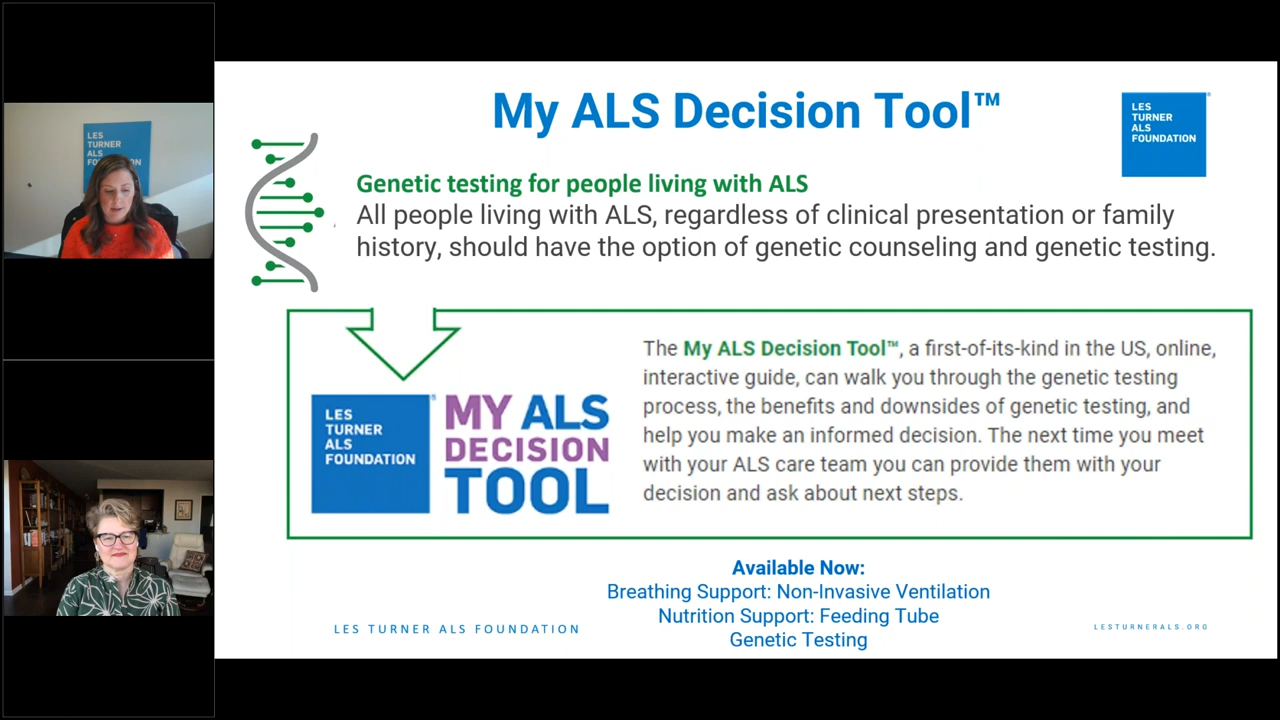 LES
TURNER
ALS
FOUNDATION
My ALS Decision Tool™
LES
TURNER
ALS
FOUNDATION
®
Genetic testing for people living with ALS
All people living with ALS, regardless of clinical presentation or family
history, should have the option of genetic counseling and genetic testing.
LES
TURNER
ALS
FOUNDATION
®
MY ALS
DECISION
TOOL
The My ALS Decision Tool™, a first-of-its-kind in the US, online,
interactive guide, can walk you through the genetic testing
process, the benefits and downsides of genetic testing, and
help you make an informed decision. The next time you meet
with your ALS care team you can provide them with your
decision and ask about next steps.
Available Now:
Breathing Support: Non-Invasive Ventilation
Nutrition Support: Feeding Tube
Genetic Testing
LES TURNER ALS FOUNDATION
LESTURNERALS.ORG